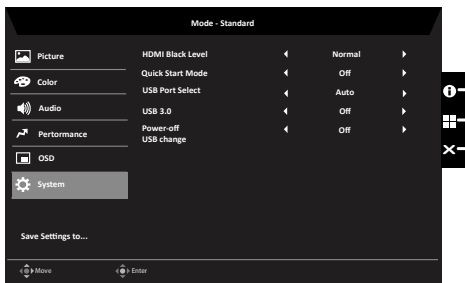 Mode - Standard
Picture
Color
Audio
Pertormance
OSD
System
HDMI Black Level Normal
Quick Start Mode Off
USB Port Select Auto
USB 3.0 Off
Power-off
USB change Off
Save Settings to...
Move Enter